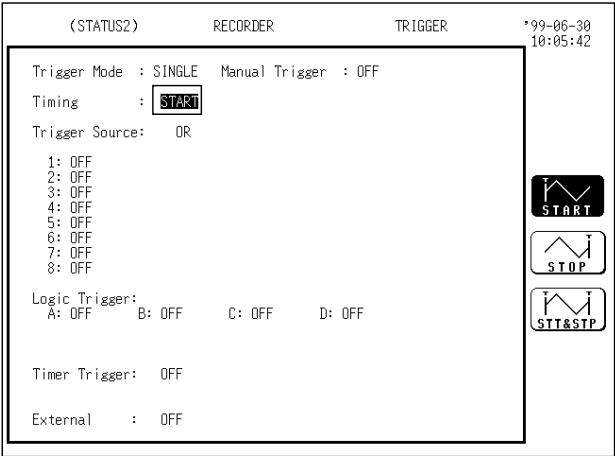 (STATUS2) RECORDER TRIGGER '99-06-30
10:05:42
Trigger Mode : SINGLE Manual Trigger : OFF
Timing : START
Trigger Source: OR
1: OFF
2: OFF
3: OFF
4: OFF
5: OFF
6: OFF
7: OFF
8: OFF
Logic Trigger:
A: OFF B: OFF C: OFF D: OFF
Timer Trigger: OFF
External : OFF
T
START
T
STOP
T T
STT&STP